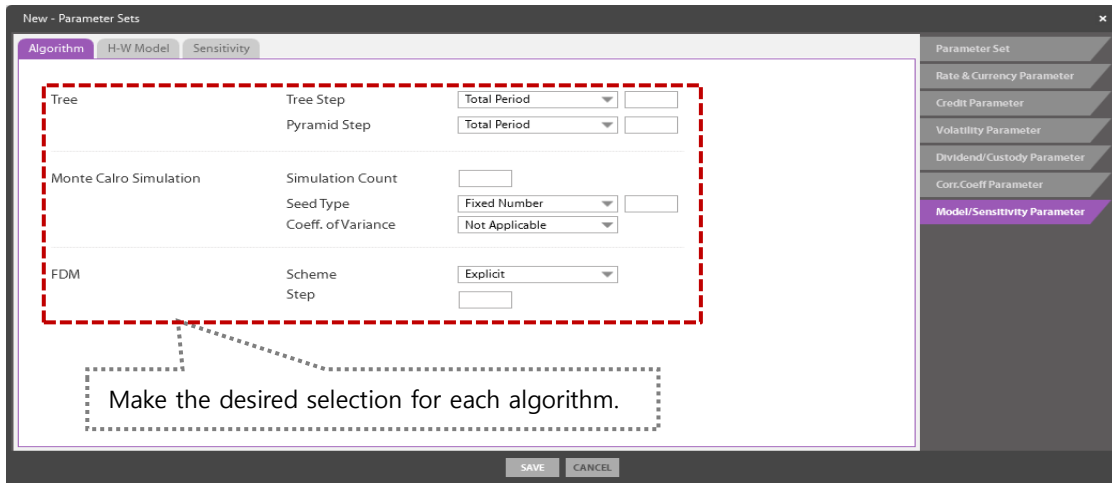 New - Parameter Sets ×
Algorithm H-W Model Sensitivity
Tree Tree Step Total Period
Pyramid Step Total Period
Monte Calro Simulation Simulation Count
Seed Type Fixed Number
Coeff. of Variance Not Applicable
FDM Scheme Explicit
Step
Make the desired selection for each algorithm.
Parameter Set
Rate & Currency Parameter
Credit Parameter
Volatility Parameter
Dividend/Custody Parameter
Corr.Coeff Parameter
Model/Sensitivity Parameter
SAVE CANCEL